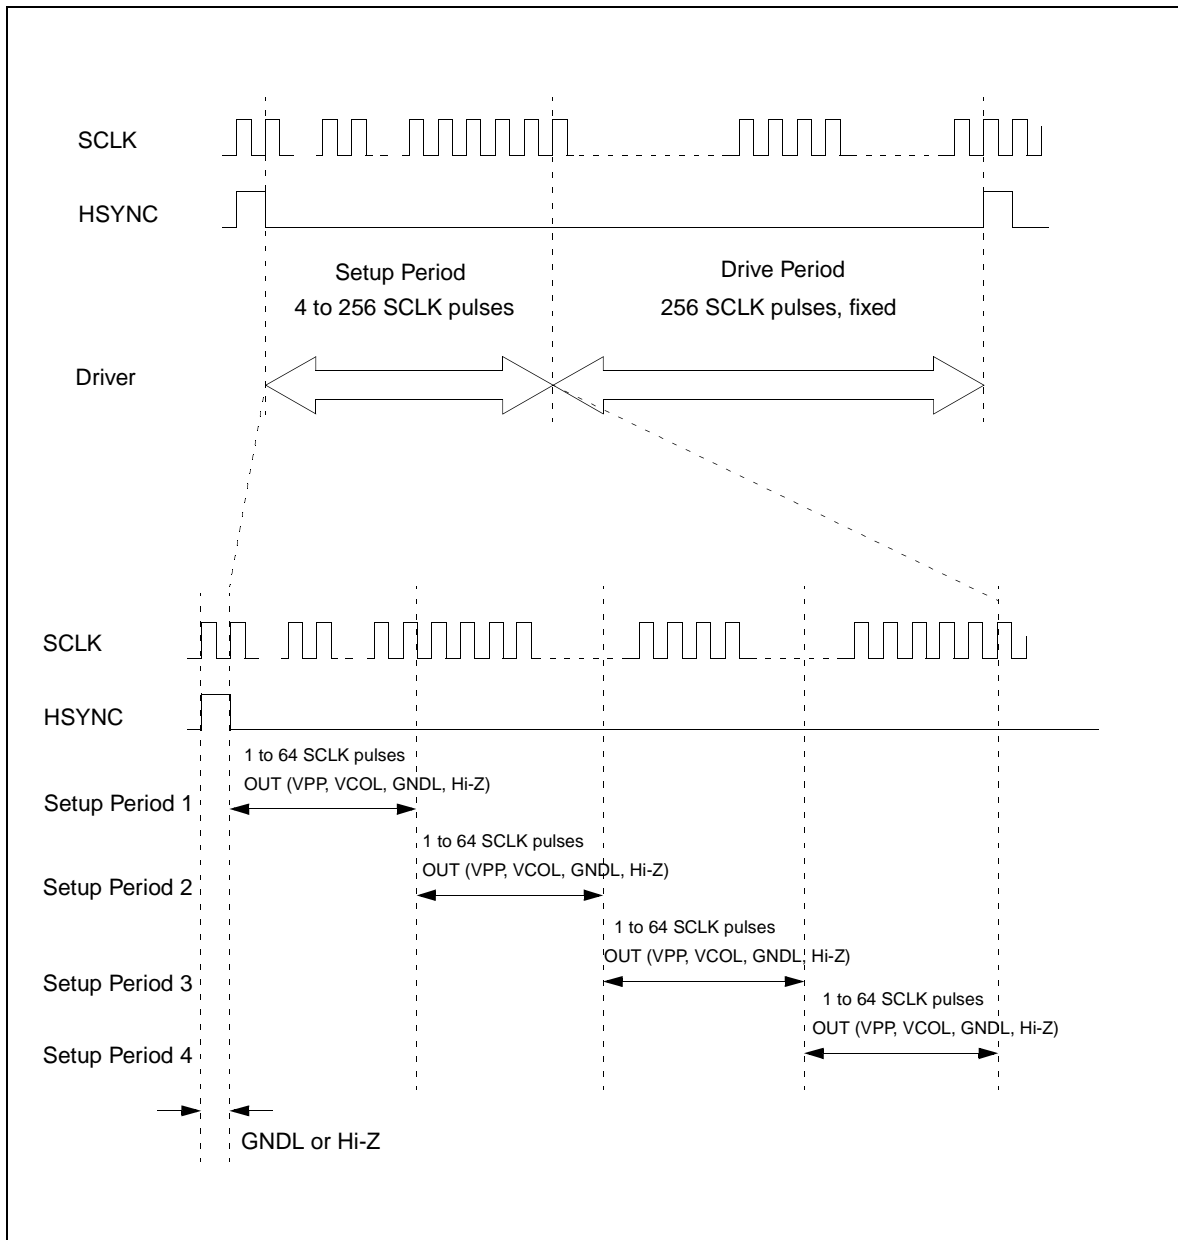 SCLK
HSYNC
Setup Period
4 to 256 SCLK pulses
Drive Period
256 SCLK pulses, fixed
Driver
SCLK
HSYNC
1 to 64 SCLK pulses
OUT (VPP, VCOL, GNDL, Hi-Z)
Setup Period 1
1 to 64 SCLK pulses
OUT (VPP, VCOL, GNDL, Hi-Z)
Setup Period 2
1 to 64 SCLK pulses
OUT (VPP, VCOL, GNDL, Hi-Z)
Setup Period 3
1 to 64 SCLK pulses
OUT (VPP, VCOL, GNDL, Hi-Z)
Setup Period 4
GNDL or Hi-Z